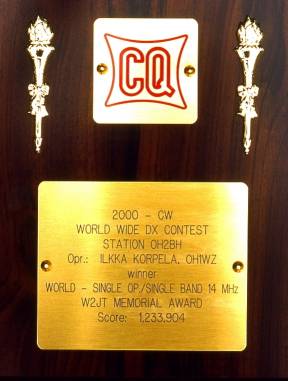 CQ
2000 - CW
WORLD WIDE DX CONTEST
STATION OH2BH
Opr.: ILKKA KORPELA, OH1WZ
winner
WORLD - SINGLE OP./SINGLE BAND 14 MHz
W2JT MEMORIAL AWARD
Score: 1,233,904